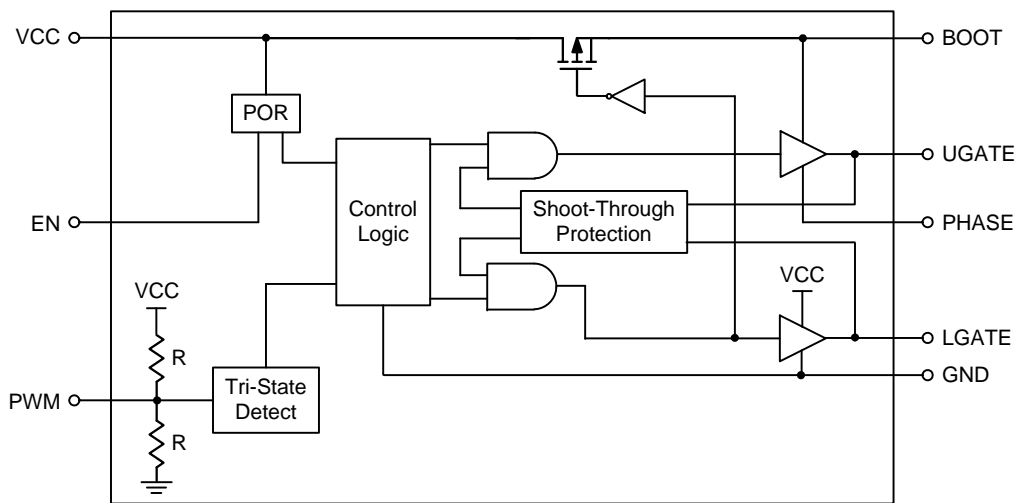 VCC
BOOT
POR
UGATE
EN
Control
Logic
Shoot-Through
Protection
PHASE
VCC
VCC
R
LGATE
PWM
Tri-State
Detect
GND
R